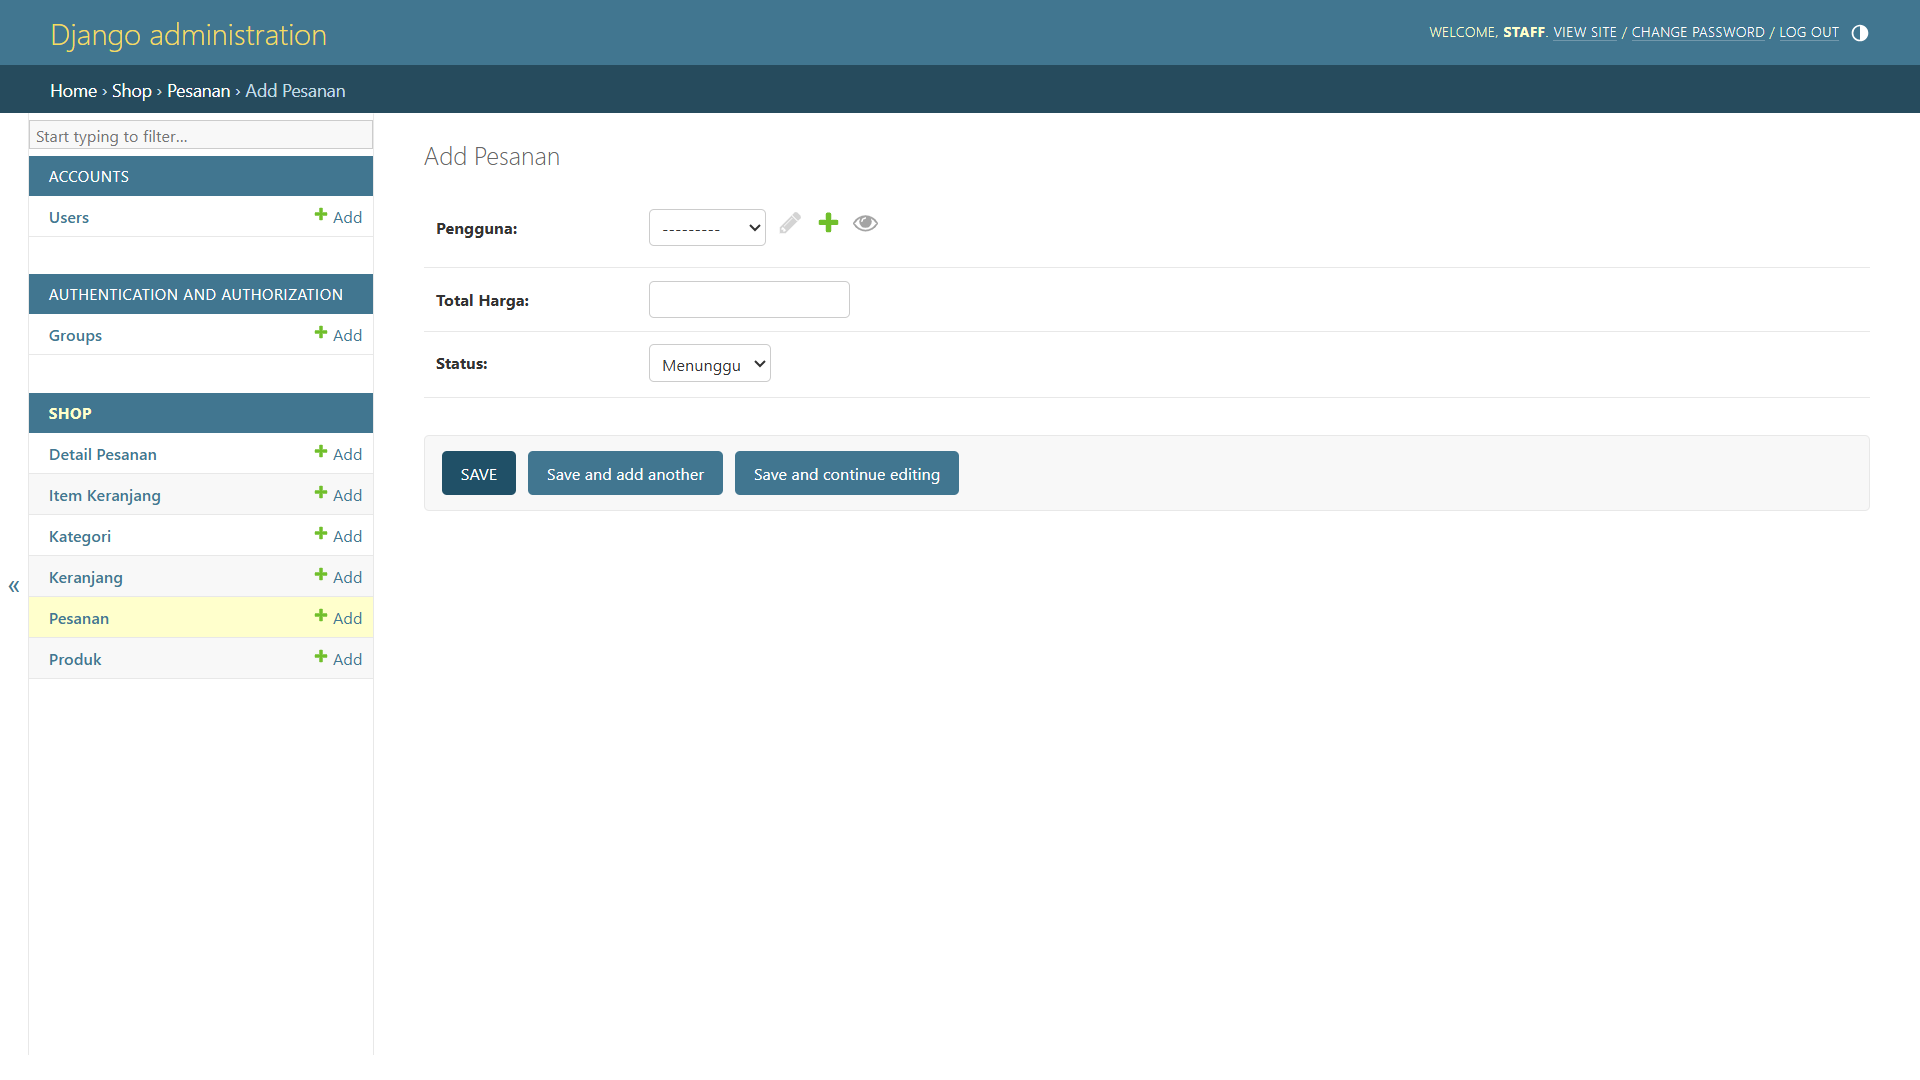 Django administration
WELCOME, STAFF. VIEW SITE / CHANGE PASSWORD / LOG OUT
Home › Shop › Pesanan › Add Pesanan
Start typing to filter...
ACCOUNTS
Users Add
AUTHENTICATION AND AUTHORIZATION
Groups Add
SHOP
Detail Pesanan Add
Item Keranjang Add
Kategori Add
Keranjang Add
Pesanan Add
Produk Add
«
Add Pesanan
Pengguna: ---------
Total Harga:
Status: Menunggu
SAVE Save and add another Save and continue editing